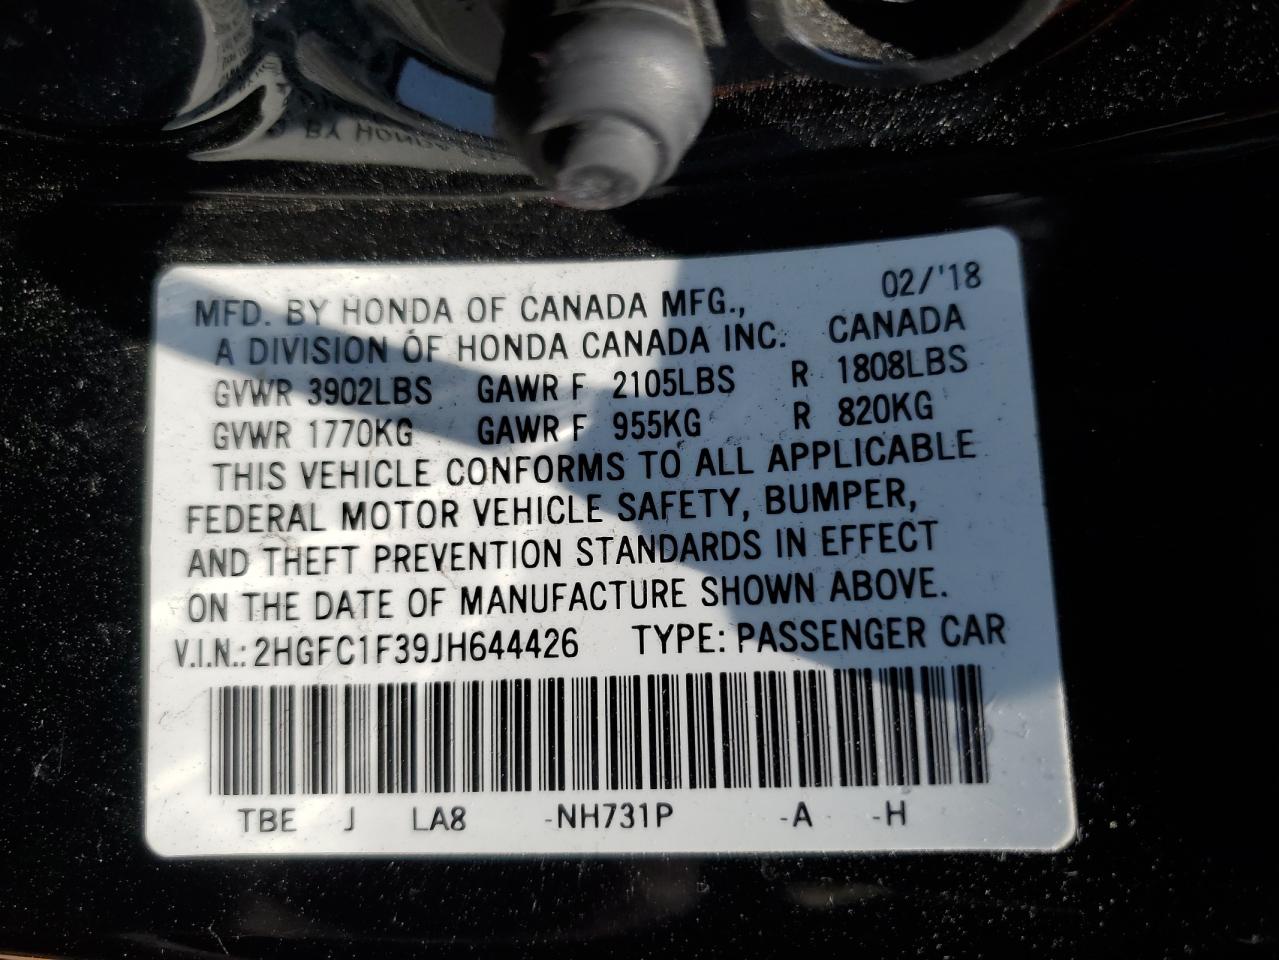 02/'18
MFD. BY HONDA OF CANADA MFG.,
A DIVISION OF HONDA CANADA INC. CANADA
GVWR 3902LBS GAWR F 2105LBS R 1808LBS
GVWR 1770KG GAWR F 955KG R 820KG
THIS VEHICLE CONFORMS TO ALL APPLICABLE
FEDERAL MOTOR VEHICLE SAFETY, BUMPER,
AND THEFT PREVENTION STANDARDS IN EFFECT
ON THE DATE OF MANUFACTURE SHOWN ABOVE.
V.I.N.: 2HGFC1F39JH644426 TYPE: PASSENGER CAR
TBE J LA8 -NH731P -A -H